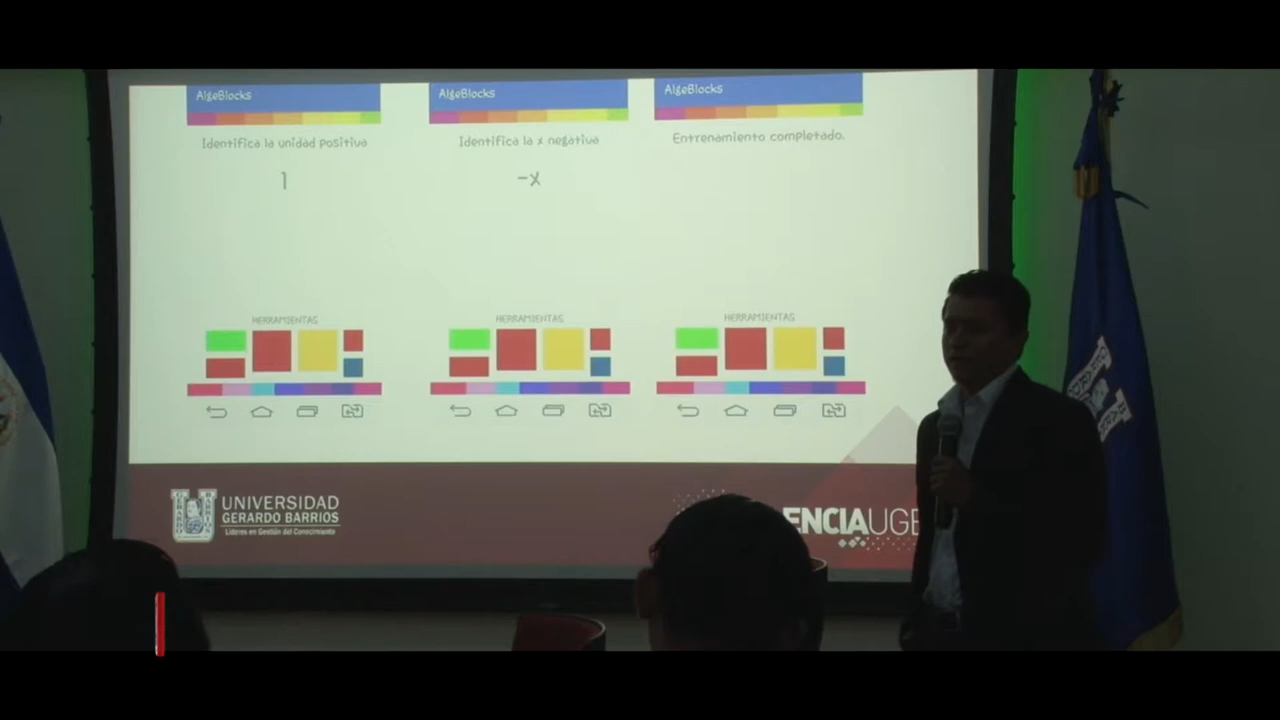 AlgeBlocks
AlgeBlocks
AlgeBlocks
Identifica la unidad positiva
Identifica la x negativa
Entrenamiento completado.
1
-x
HERRAMIENTAS
HERRAMIENTAS
HERRAMIENTAS
UNIVERSIDAD
GERARDO BARRIOS
Líderes en Gestión del Conocimiento
ENCIAUGB